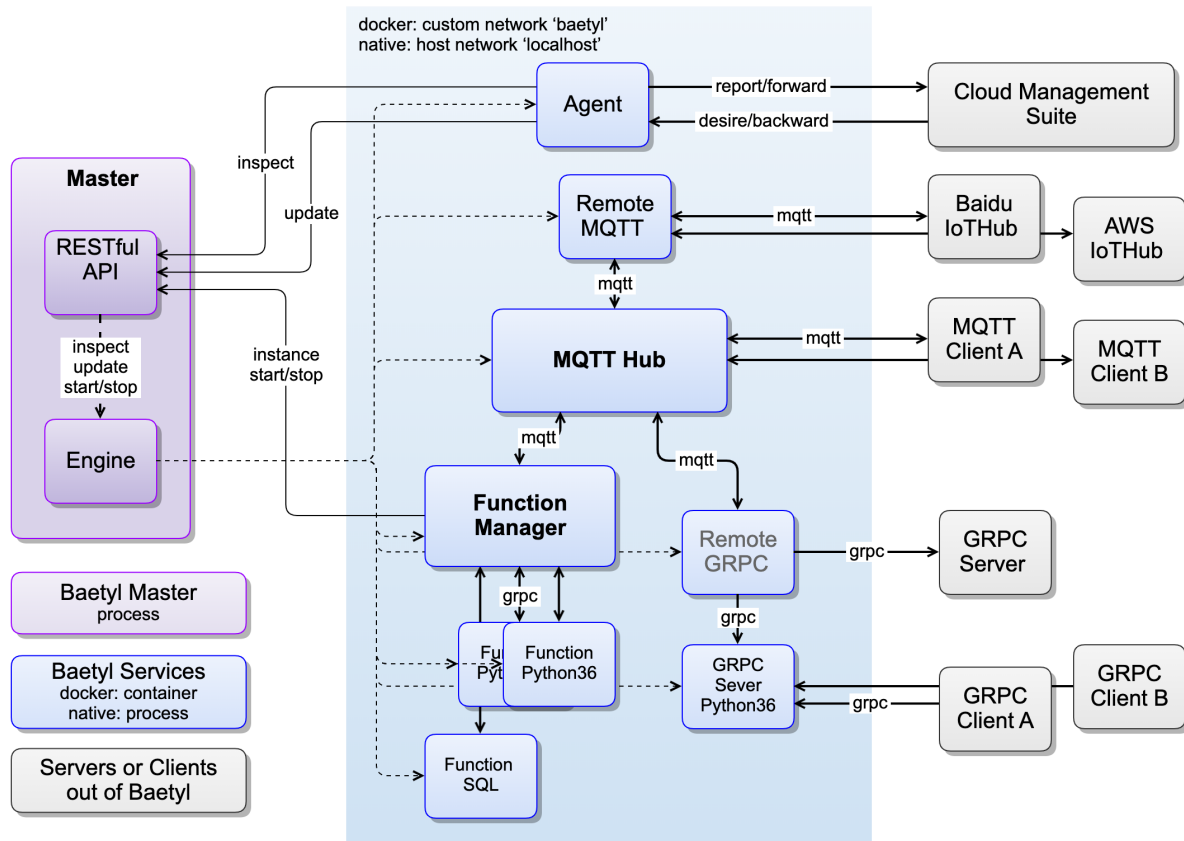 docker: custom network ‘baetyl’
native: host network ‘localhost’
Agent
report/forward
desire/backward
Cloud Management
Suite
inspect
update
Master
RESTful
API
inspect
update
start/stop
Engine
instance
start/stop
Remote
MQTT
mqtt
Baidu
IoTHub
AWS
IoTHub
mqtt
MQTT Hub
mqtt
MQTT
Client A
MQTT
Client B
mqtt
mqtt
Function
Manager
Remote
GRPC
grpc
GRPC
Server
grpc
grpc
Function
Python36
GRPC
Sever
Python36
grpc
GRPC
Client A
GRPC
Client B
Function
SQL
Baetyl Master
process
Baetyl Services
docker: container
native: process
Servers or Clients
out of Baetyl